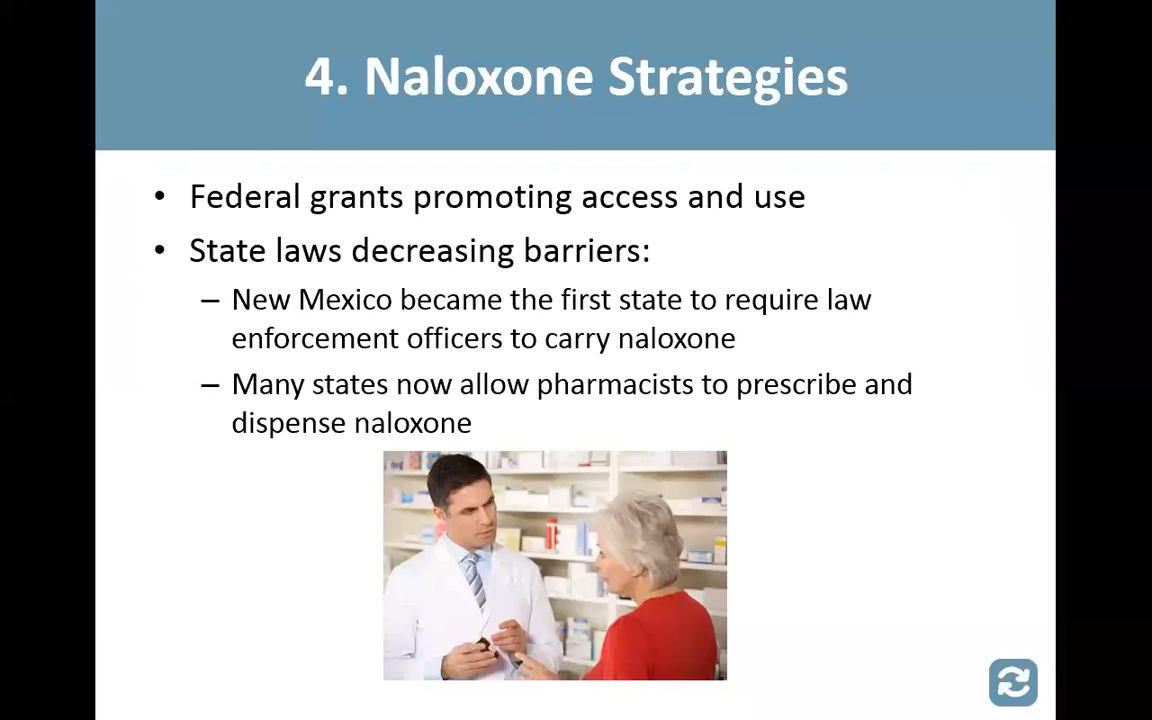 4. Naloxone Strategies
• Federal grants promoting access and use
• State laws decreasing barriers:
– New Mexico became the first state to require law
enforcement officers to carry naloxone
– Many states now allow pharmacists to prescribe and
dispense naloxone